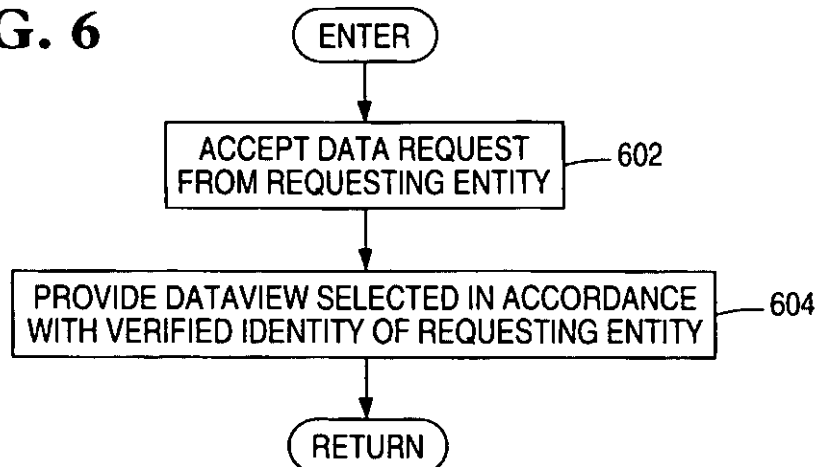 G. 6
ENTER
ACCEPT DATA REQUEST
FROM REQUESTING ENTITY
602
PROVIDE DATAVIEW SELECTED IN ACCORDANCE
WITH VERIFIED IDENTITY OF REQUESTING ENTITY
604
RETURN